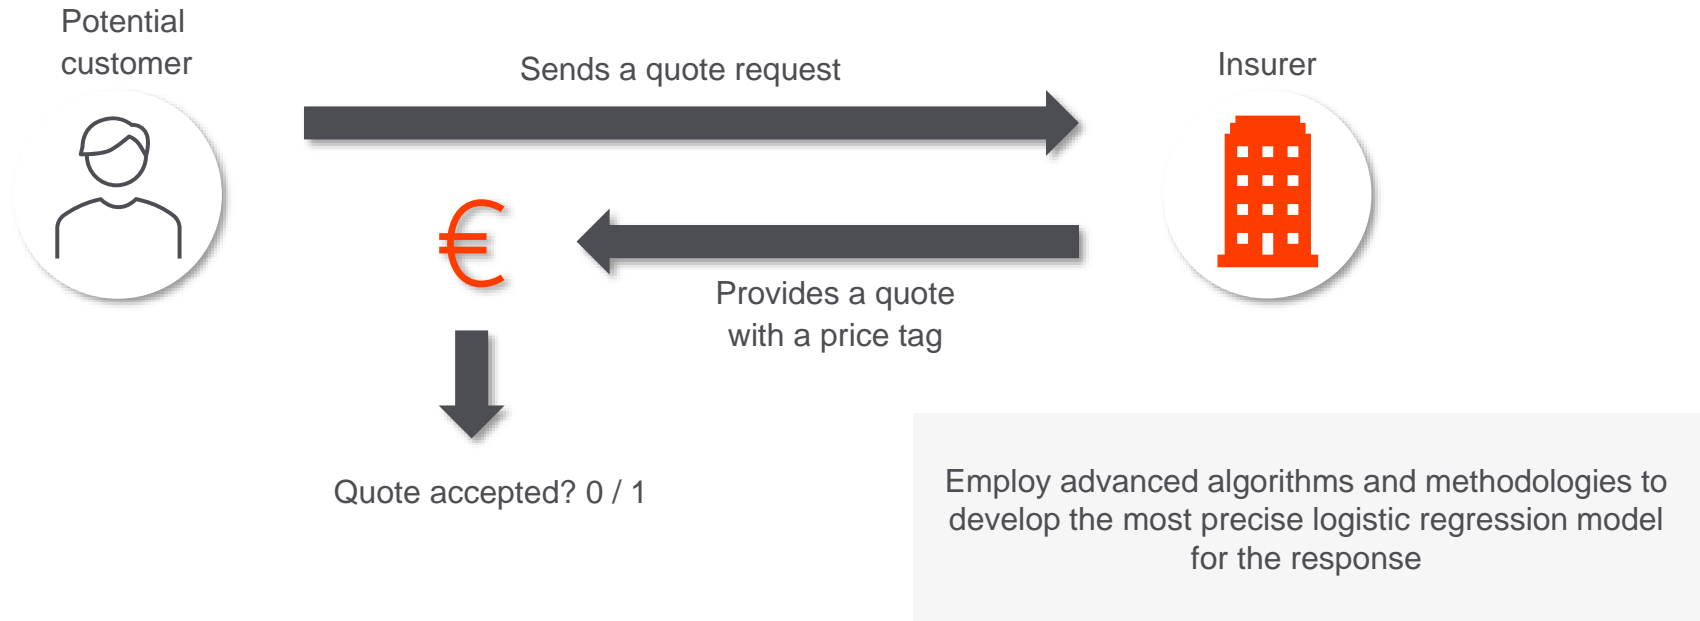 Potential
customer
Sends a quote request
Insurer
€
Provides a quote
with a price tag
Quote accepted? 0 / 1
Employ advanced algorithms and methodologies to
develop the most precise logistic regression model
for the response